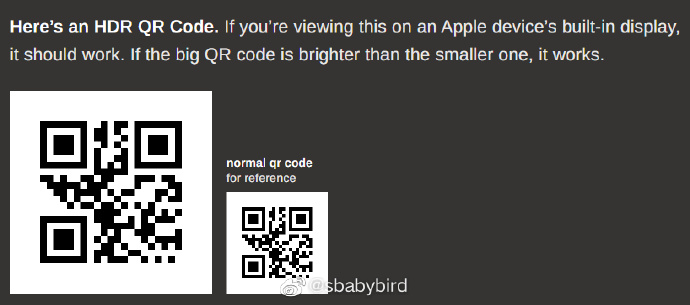 Here’s an HDR QR Code. If you’re viewing this on an Apple device’s built-in display,
it should work. If the big QR code is brighter than the smaller one, it works.
normal qr code
for reference
@sbabybird